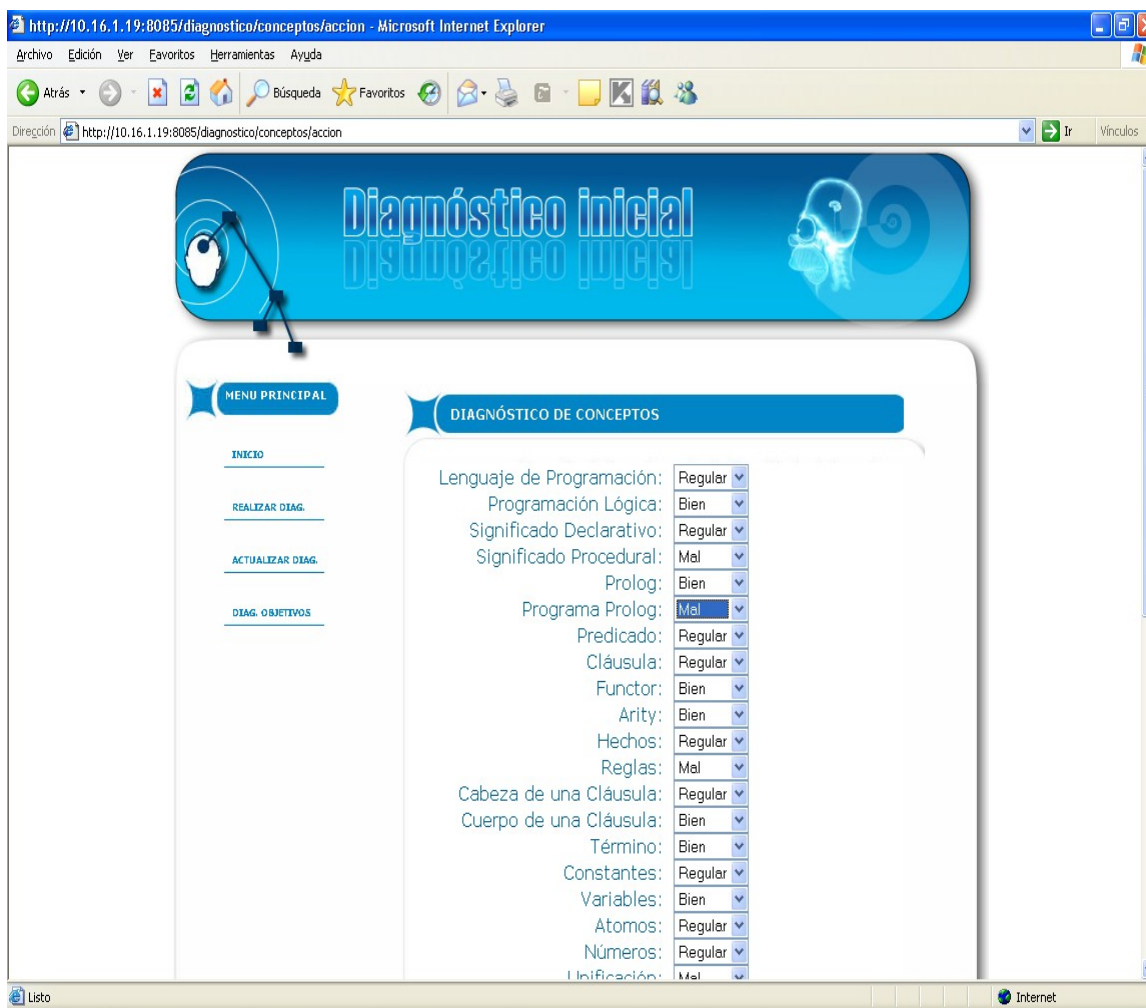 http://10.16.1.19:8085/diagnostico/conceptos/accion - Microsoft Internet Explorer
Archivo Edición Ver Favoritos Herramientas Ayuda
Atrás Búsqueda Favoritos
Dirección http://10.16.1.19:8085/diagnostico/conceptos/accion Ir Vínculos
Diagnóstico inicial
MENU PRINCIPAL
INICIO
REALIZAR DIAG.
ACTUALIZAR DIAG.
DIAG. OBJETIVOS
DIAGNÓSTICO DE CONCEPTOS
Lenguaje de Programación: Regular
Programación Lógica: Bien
Significado Declarativo: Regular
Significado Procedural: Mal
Prolog: Bien
Programa Prolog: Mal
Predicado: Regular
Cláusula: Regular
Functor: Bien
Arity: Bien
Hechos: Regular
Reglas: Mal
Cabeza de una Cláusula: Regular
Cuerpo de una Cláusula: Bien
Término: Bien
Constantes: Regular
Variables: Bien
Atomos: Regular
Números: Regular
Unificación: Mal
Listo Internet